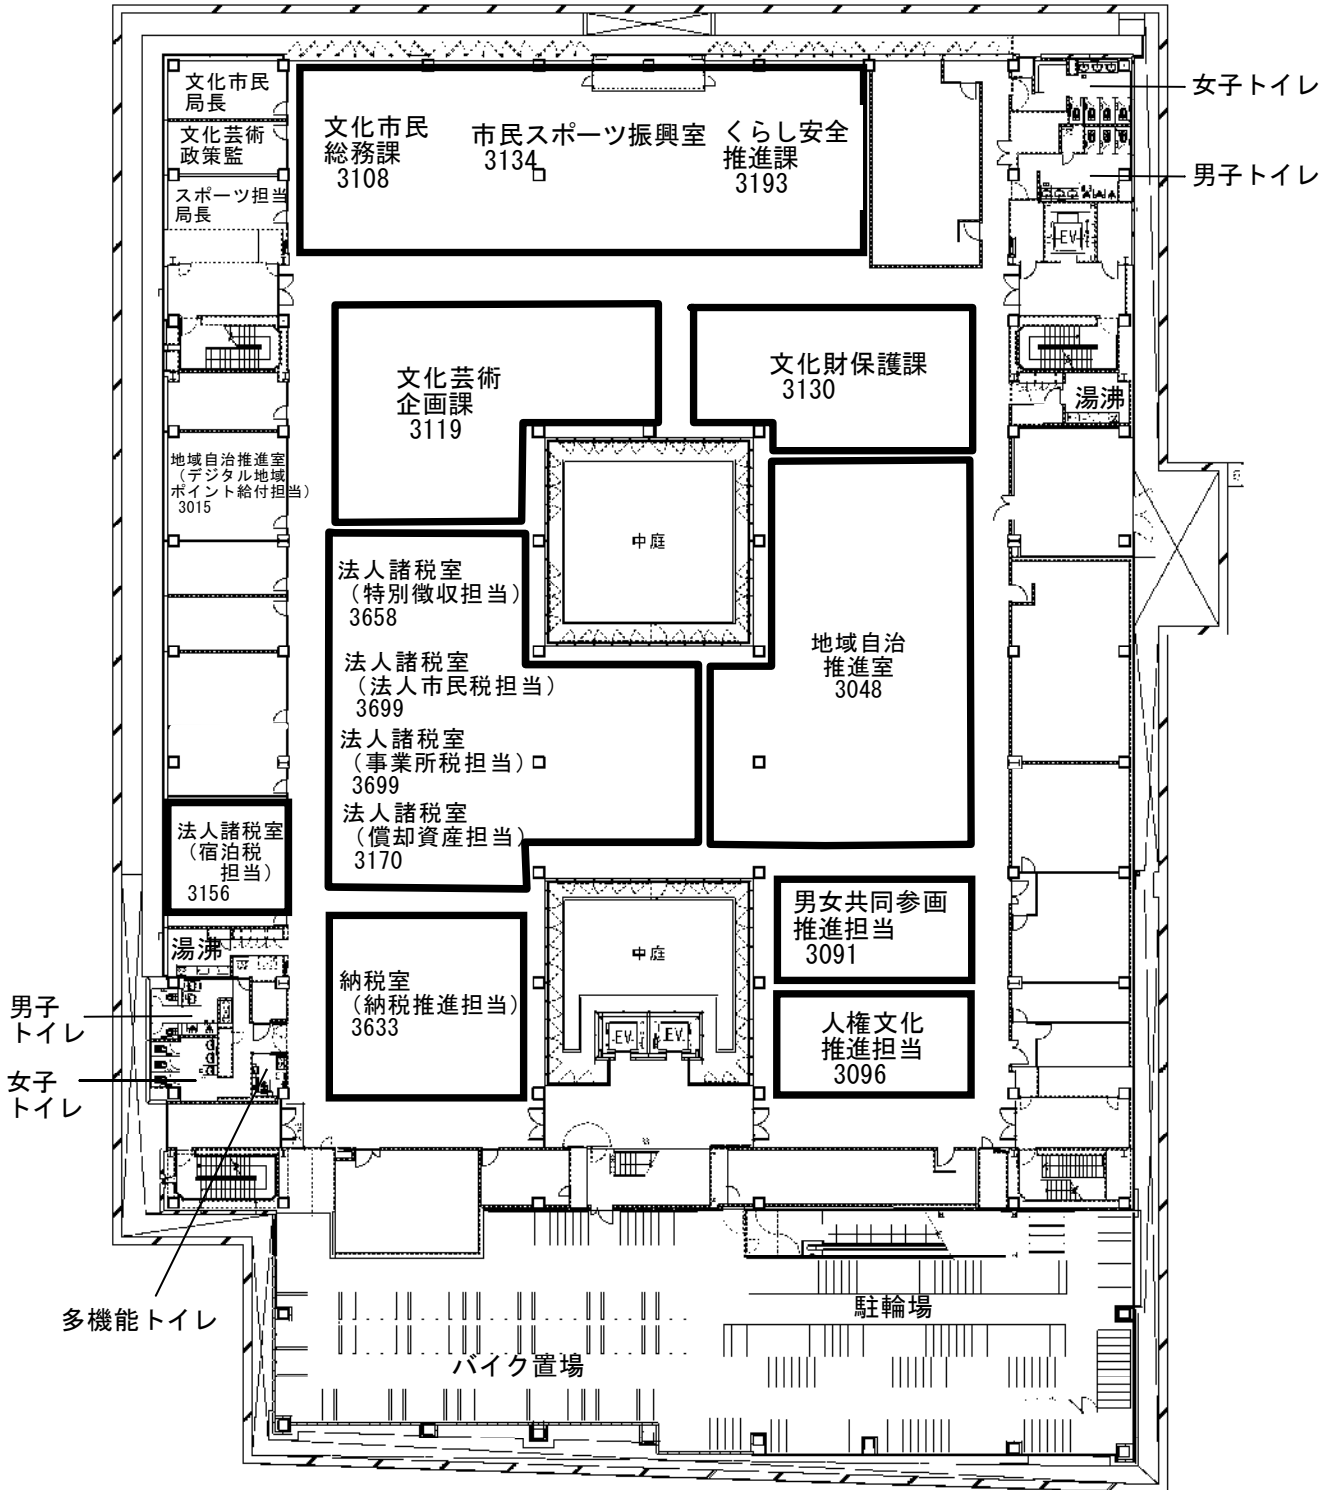 文化市民
局長
文化芸術
政策監
スポーツ担当
局長
文化市民
総務課
3108
市民スポーツ振興室
3134
くらし安全
推進課
3193
女子トイレ
男子トイレ
EV
文化芸術
企画課
3119
文化財保護課
3130
湯沸
地域自治推進室
（デジタル地域
ポイント給付担当）
3015
中庭
法人諸税室
（特別徴収担当）
3658
法人諸税室
（法人市民税担当）
3699
法人諸税室
（事業所税担当）
3699
法人諸税室
（償却資産担当）
3170
地域自治
推進室
3048
法人諸税室
（宿泊税
担当）
3156
湯沸
男子
トイレ
女子
トイレ
多機能トイレ
納税室
（納税推進担当）
3633
中庭
EV
EV
男女共同参画
推進担当
3091
人権文化
推進担当
3096
駐輪場
バイク置場